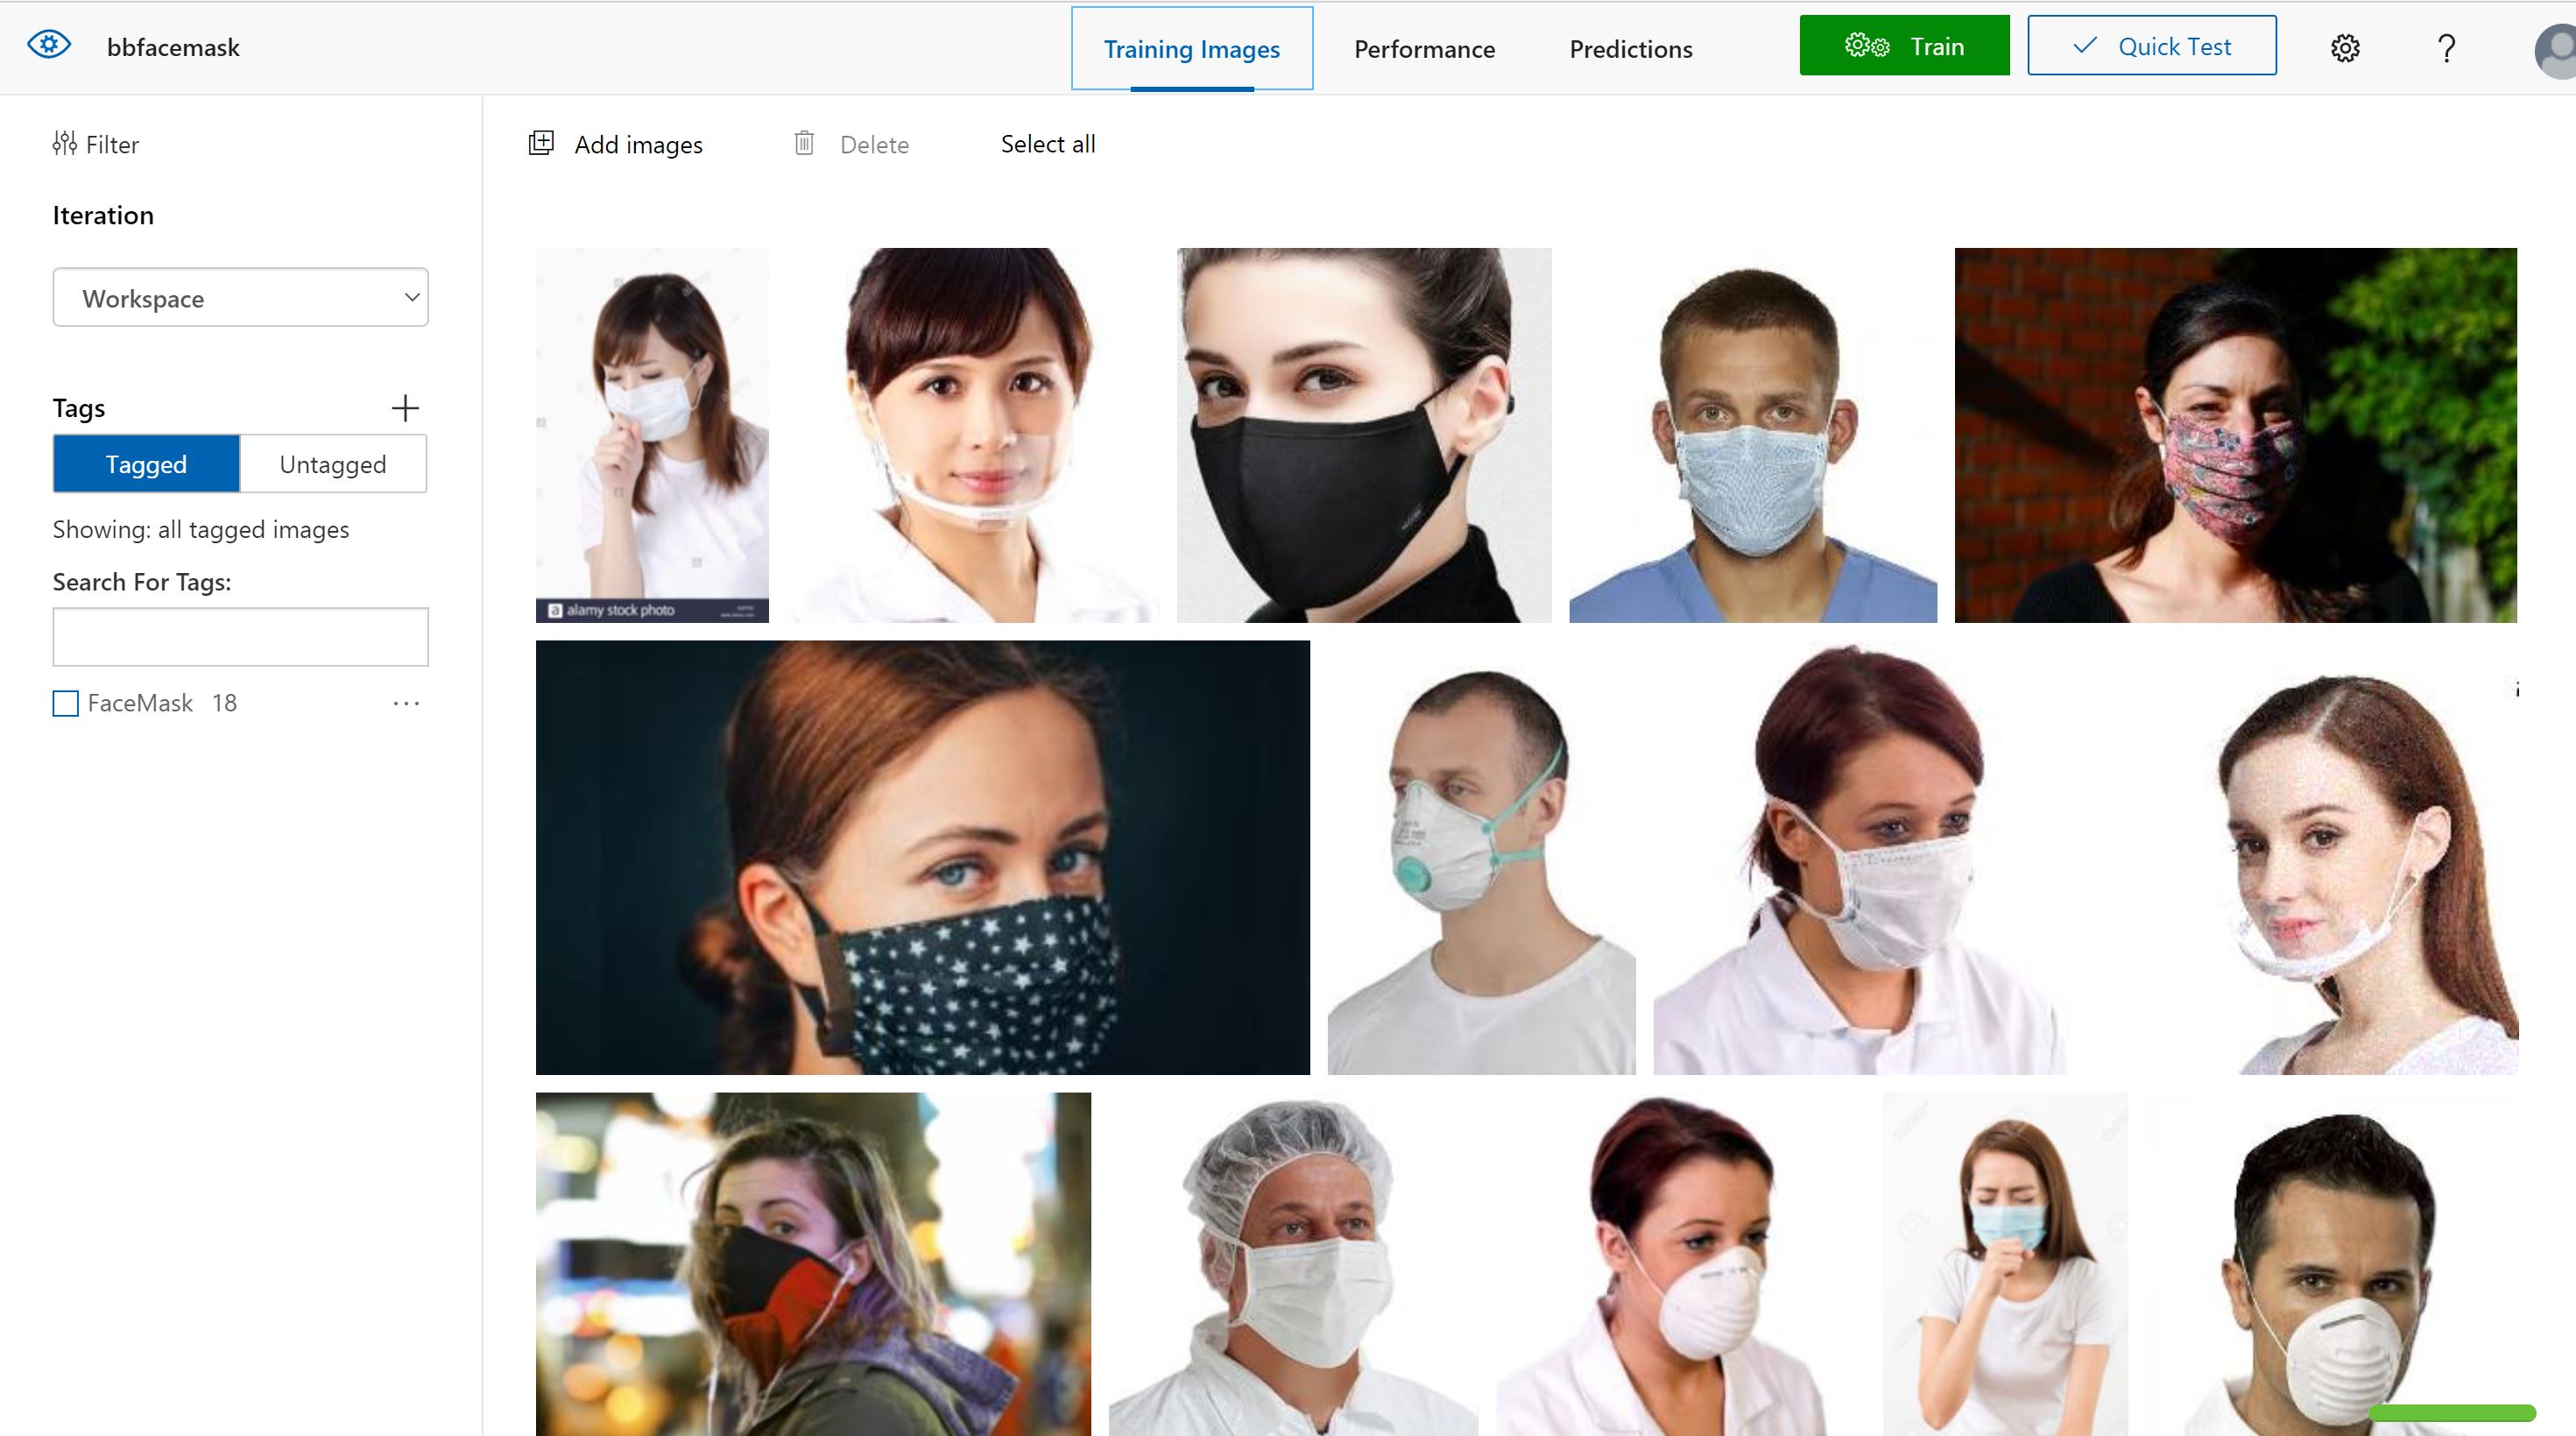 bbfacemask
Training Images
Performance
Predictions
Train
Quick Test
?
Filter
Add images
Delete
Select all
Iteration
Workspace
Tags
Tagged
Untagged
Showing: all tagged images
Search For Tags:
FaceMask 18
a alamy stock photo